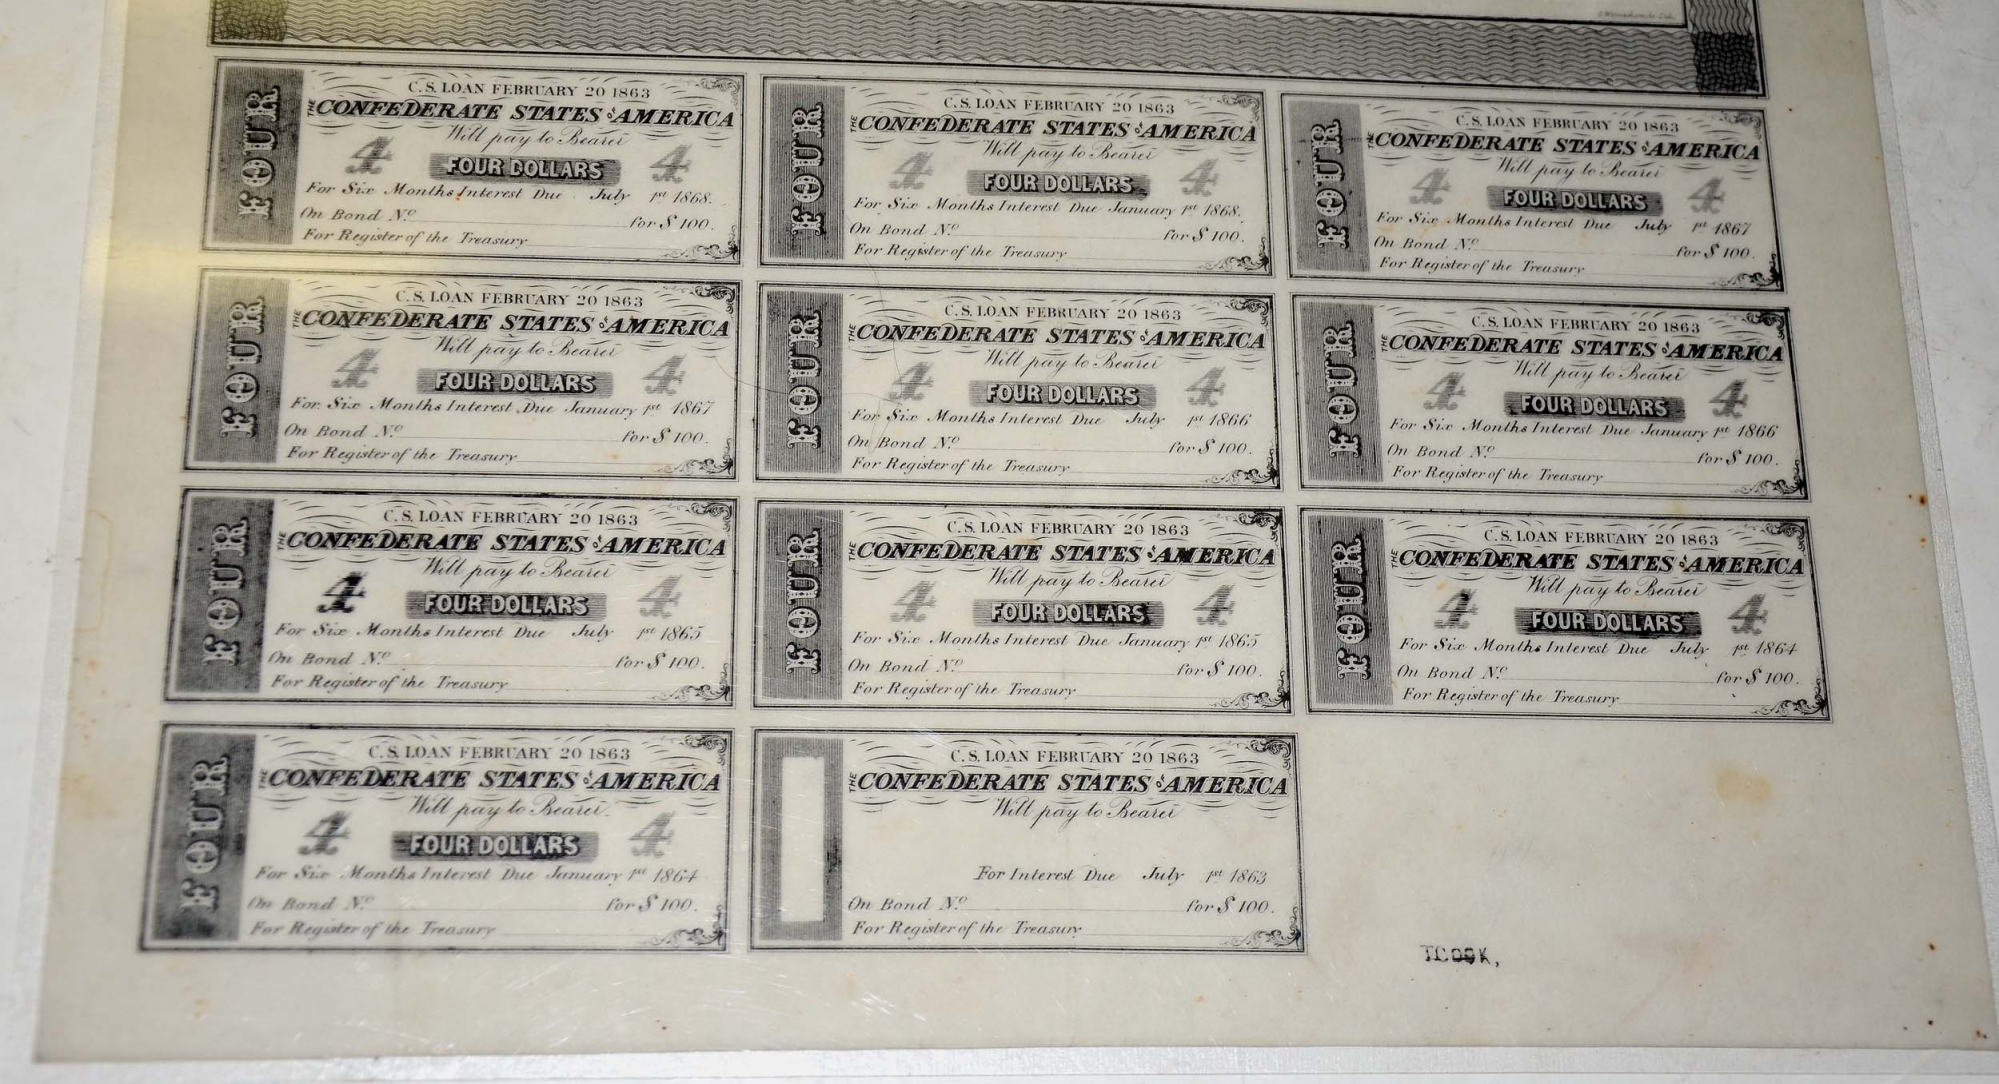 FOUR
C. S. LOAN FEBRUARY 20 1863
THE CONFEDERATE STATES OF AMERICA
Will pay to Bearer
4 FOUR DOLLARS 4
For Six Months Interest Due July 1st 1868.
On Bond No for $ 100.
For Register of the Treasury
FOUR
C. S. LOAN FEBRUARY 20 1863
THE CONFEDERATE STATES OF AMERICA
Will pay to Bearer
4 FOUR DOLLARS 4
For Six Months Interest Due January 1st 1868.
On Bond No for $ 100.
For Register of the Treasury
FOUR
C. S. LOAN FEBRUARY 20 1863
THE CONFEDERATE STATES OF AMERICA
Will pay to Bearer
4 FOUR DOLLARS 4
For Six Months Interest Due July 1st 1867
On Bond No for $ 100.
For Register of the Treasury
FOUR
C. S. LOAN FEBRUARY 20 1863
THE CONFEDERATE STATES OF AMERICA
Will pay to Bearer
4 FOUR DOLLARS 4
For Six Months Interest Due January 1st 1867
On Bond No for $ 100.
For Register of the Treasury
FOUR
C. S. LOAN FEBRUARY 20 1863
THE CONFEDERATE STATES OF AMERICA
Will pay to Bearer
4 FOUR DOLLARS 4
For Six Months Interest Due July 1st 1866
On Bond No for $ 100.
For Register of the Treasury
FOUR
C. S. LOAN FEBRUARY 20 1863
THE CONFEDERATE STATES OF AMERICA
Will pay to Bearer
4 FOUR DOLLARS 4
For Six Months Interest Due January 1st 1866
On Bond No for $ 100.
For Register of the Treasury
FOUR
C. S. LOAN FEBRUARY 20 1863
THE CONFEDERATE STATES OF AMERICA
Will pay to Bearer
4 FOUR DOLLARS 4
For Six Months Interest Due July 1st 1865
On Bond No for $ 100.
For Register of the Treasury
FOUR
C. S. LOAN FEBRUARY 20 1863
THE CONFEDERATE STATES OF AMERICA
Will pay to Bearer
4 FOUR DOLLARS 4
For Six Months Interest Due January 1st 1865
On Bond No for $ 100.
For Register of the Treasury
FOUR
C. S. LOAN FEBRUARY 20 1863
THE CONFEDERATE STATES OF AMERICA
Will pay to Bearer
4 FOUR DOLLARS 4
For Six Months Interest Due July 1st 1864
On Bond No for $ 100.
For Register of the Treasury
FOUR
C. S. LOAN FEBRUARY 20 1863
THE CONFEDERATE STATES OF AMERICA
Will pay to Bearer
4 FOUR DOLLARS 4
For Six Months Interest Due January 1st 1864
On Bond No for $ 100.
For Register of the Treasury
C. S. LOAN FEBRUARY 20 1863
THE CONFEDERATE STATES OF AMERICA
Will pay to Bearer
For Interest Due July 1st 1863
On Bond No for $ 100.
For Register of the Treasury